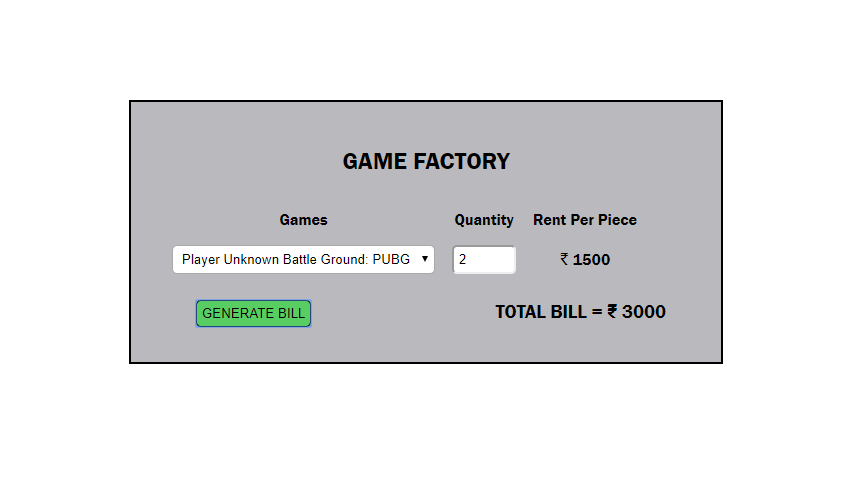 GAME FACTORY
Games Quantity Rent Per Piece
Player Unknown Battle Ground: PUBG 2 ₹ 1500
GENERATE BILL TOTAL BILL = ₹ 3000